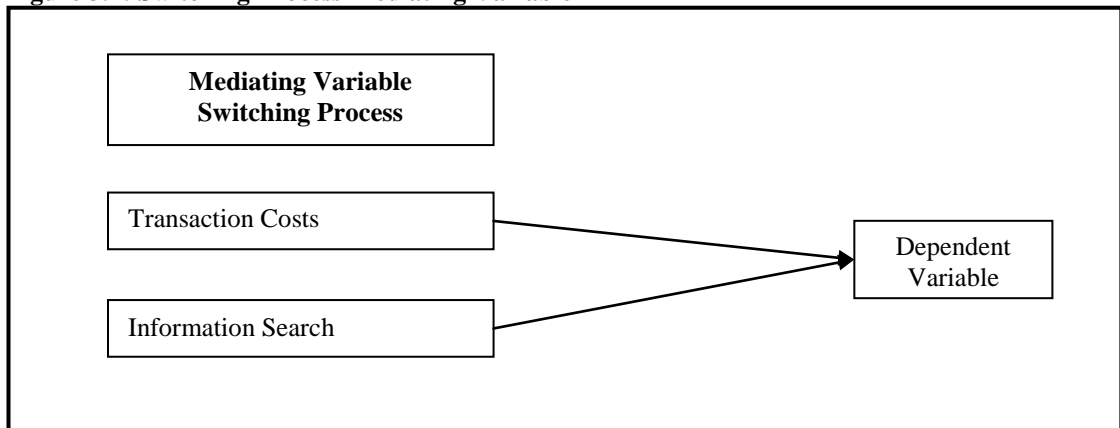 Mediating Variable
Switching Process
Transaction Costs
Information Search
Dependent
Variable